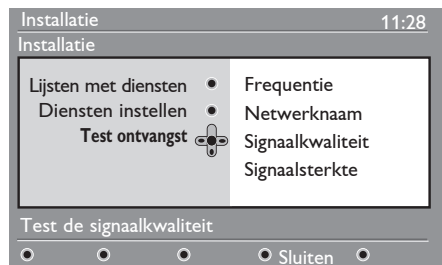 Installatie 11:28
Installatie
Lijsten met diensten
Diensten instellen
Test ontvangst
Frequentie
Netwerknaam
Signaalkwaliteit
Signaalsterkte
Test de signaalkwaliteit
Sluiten